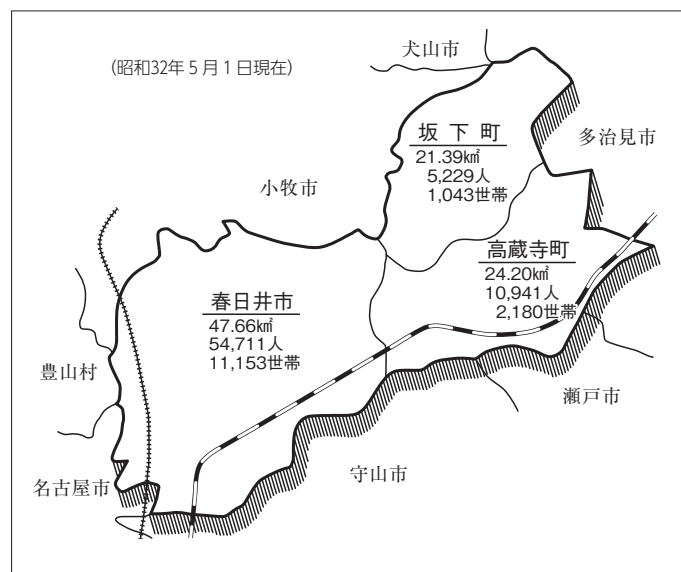 (昭和32年5月1日現在)
犬山市
坂下町
21.39㎢
5,229人
1,043世帯
多治見市
小牧市
高蔵寺町
24.20㎢
10,941人
2,180世帯
春日井市
47.66㎢
54,711人
11,153世帯
豊山村
瀬戸市
守山市
名古屋市